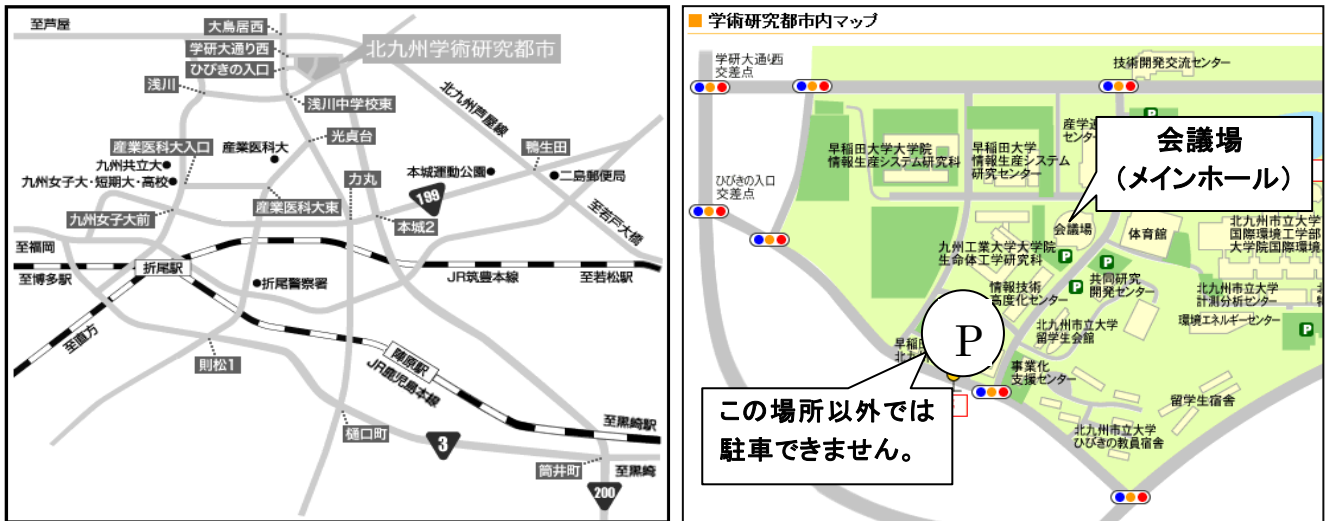 至芦屋
大鳥居西
学研大通り西
ひびきの入口
北九州学術研究都市
浅川
浅川中学校東
北九州芦屋線
光貞台
産業医科大入口
産業医科大
鴨生田
九州共立大
九州女子大・短期大・高校
力丸
本城運動公園
二島郵便局
199
九州女子大前
産業医科大東
本城2
至若戸大橋
至福岡
折尾駅
至博多駅
JR筑豊本線
至若松駅
折尾警察署
至直方
則松1
陣原駅
JR鹿児島本線
至黒崎駅
樋口町
3
筒井町
至黒崎
200
学術研究都市内マップ
学研大通り西
交差点
技術開発交流センター
P
産学連
センタ
会議場
（メインホール）
早稲田大学大学院
情報生産システム研究科
早稲田大学
情報生産システム
研究センター
ひびきの入口
交差点
会議場
体育館
北九州市立大学
国際環境工学部
大学院国際環境
九州工業大学大学院
生命体工学研究科
P
P
共同研究
開発センター
情報技術
高度化センター
P
北九州市立大学
計測分析センター
環境エネルギーセンター
P
北九州市立大学
留学生会館
P
早稲
北九
事業化
支援センター
この場所以外では
駐車できません。
留学生宿舎
北九州市立大学
ひびきの教員宿舎